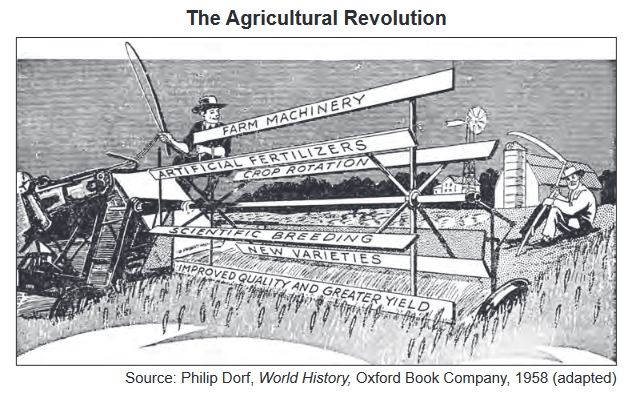 The Agricultural Revolution
FARM MACHINERY
ARTIFICIAL FERTILIZERS
CROP ROTATION
SCIENTIFIC BREEDING
NEW VARIETIES
IMPROVED QUALITY AND GREATER YIELD
Source: Philip Dorf, World History, Oxford Book Company, 1958 (adapted)